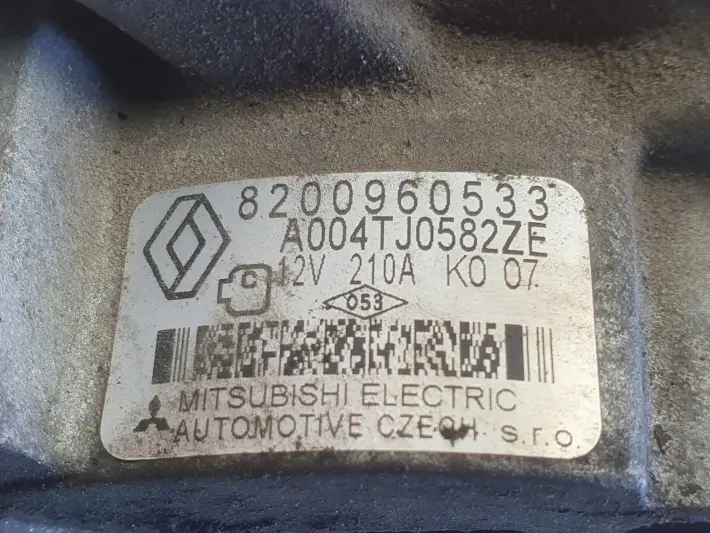 8200960533
A004TJ0582ZE
C 12V 210A K0 07
053
MITSUBISHI ELECTRIC
AUTOMOTIVE CZECH s.r.o.